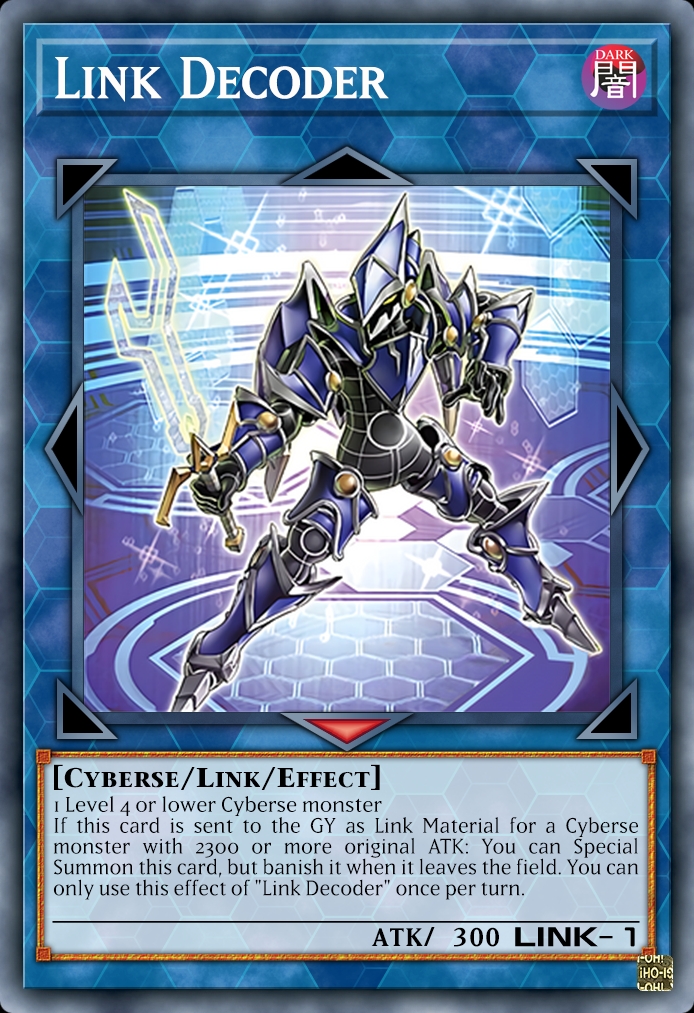 LINK DECODER
DARK
闇
[CYBERSE/LINK/EFFECT]
1 Level 4 or lower Cyberse monster
If this card is sent to the GY as Link Material for a Cyberse
monster with 2300 or more original ATK: You can Special
Summon this card, but banish it when it leaves the field. You can
only use this effect of "Link Decoder" once per turn.
ATK/ 300 LINK- 1